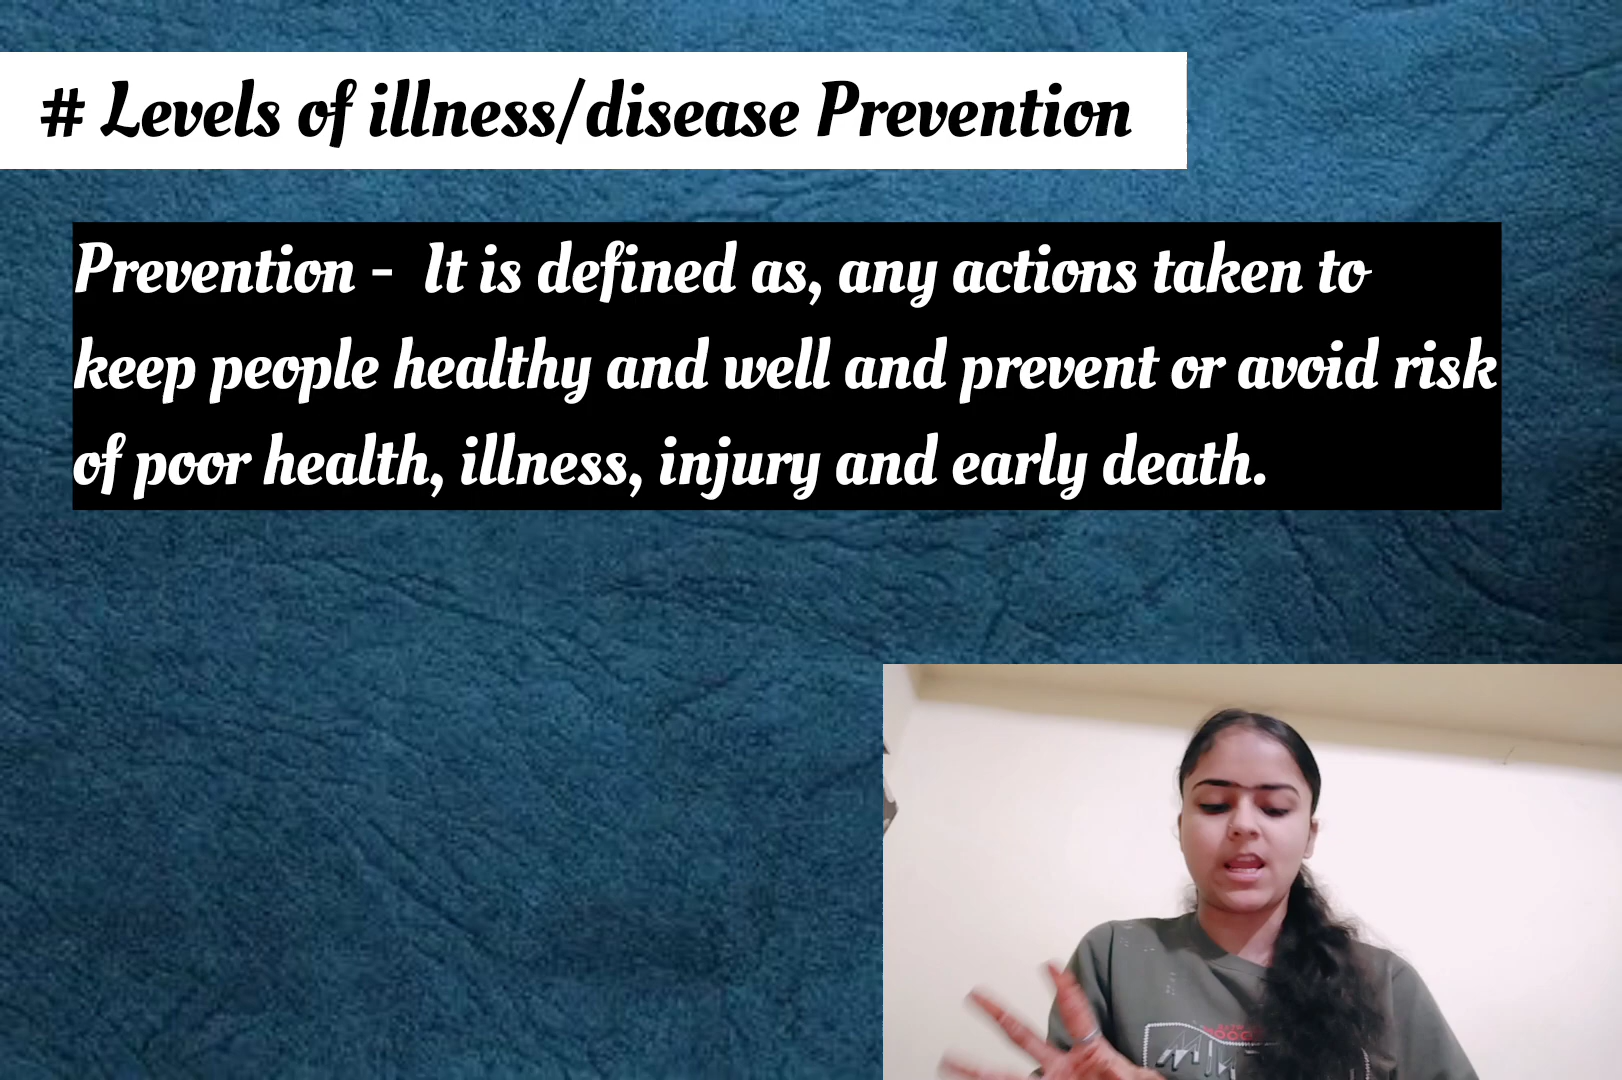 # Levels of illness/disease Prevention
Prevention - It is defined as, any actions taken to
keep people healthy and well and prevent or avoid risk
of poor health, illness, injury and early death.